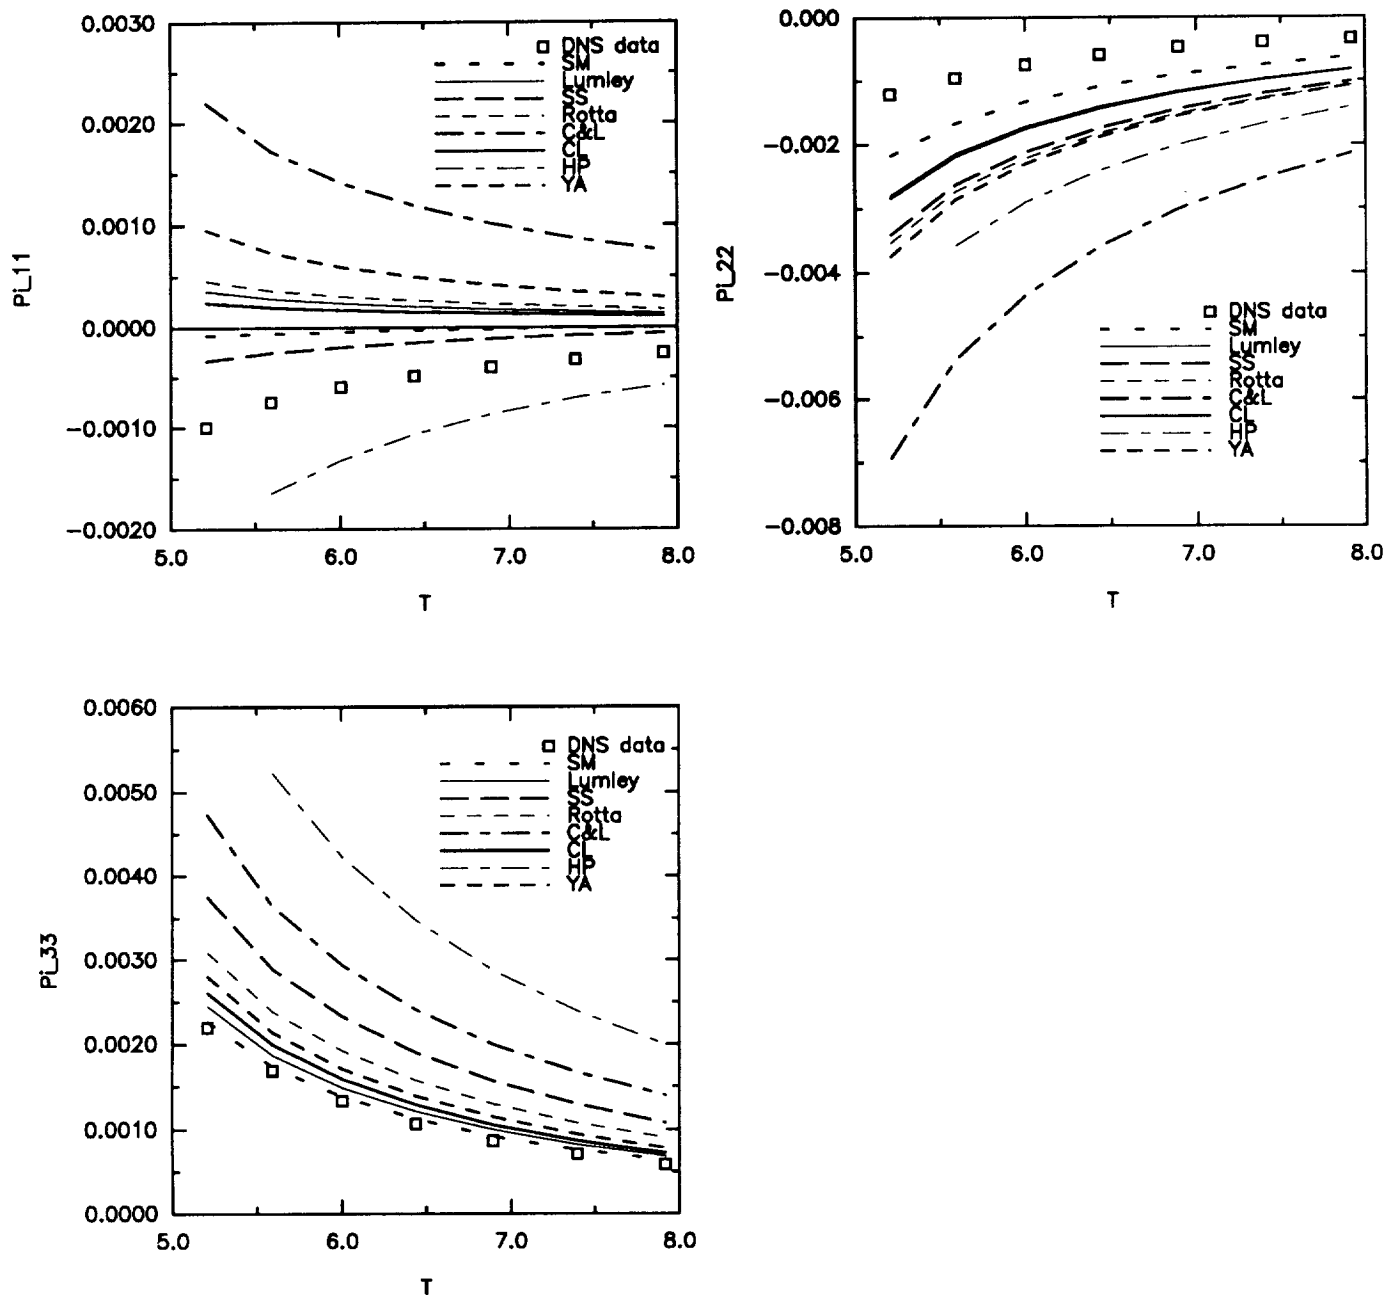 0.0030
0.0020
0.0010
0.0000
−0.0010
−0.0020
Pi_11
5.0 6.0 7.0 8.0
T
DNS data
SM
Lumley
SS
Rotta
C&L
CL
HP
YA
0.000
−0.002
−0.004
−0.006
−0.008
Pi_22
5.0 6.0 7.0 8.0
T
DNS data
SM
Lumley
SS
Rotta
C&L
CL
HP
YA
0.0060
0.0050
0.0040
0.0030
0.0020
0.0010
0.0000
Pi_33
5.0 6.0 7.0 8.0
T
DNS data
SM
Lumley
SS
Rotta
C&L
CL
HP
YA